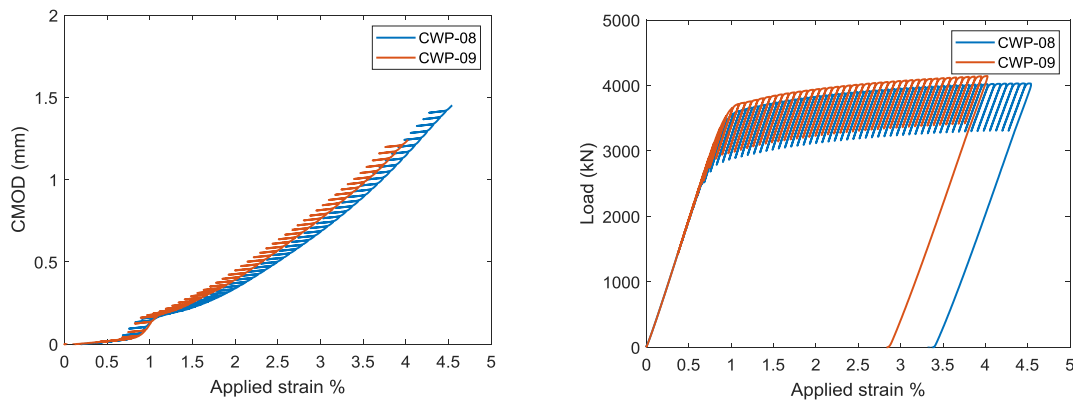 2
1.5
1
0.5
0
CMOD (mm)
0 0.5 1 1.5 2 2.5 3 3.5 4 4.5 5
Applied strain %
CWP-08
CWP-09
5000
4000
3000
2000
1000
0
Load (kN)
0 0.5 1 1.5 2 2.5 3 3.5 4 4.5 5
Applied strain %
CWP-08
CWP-09